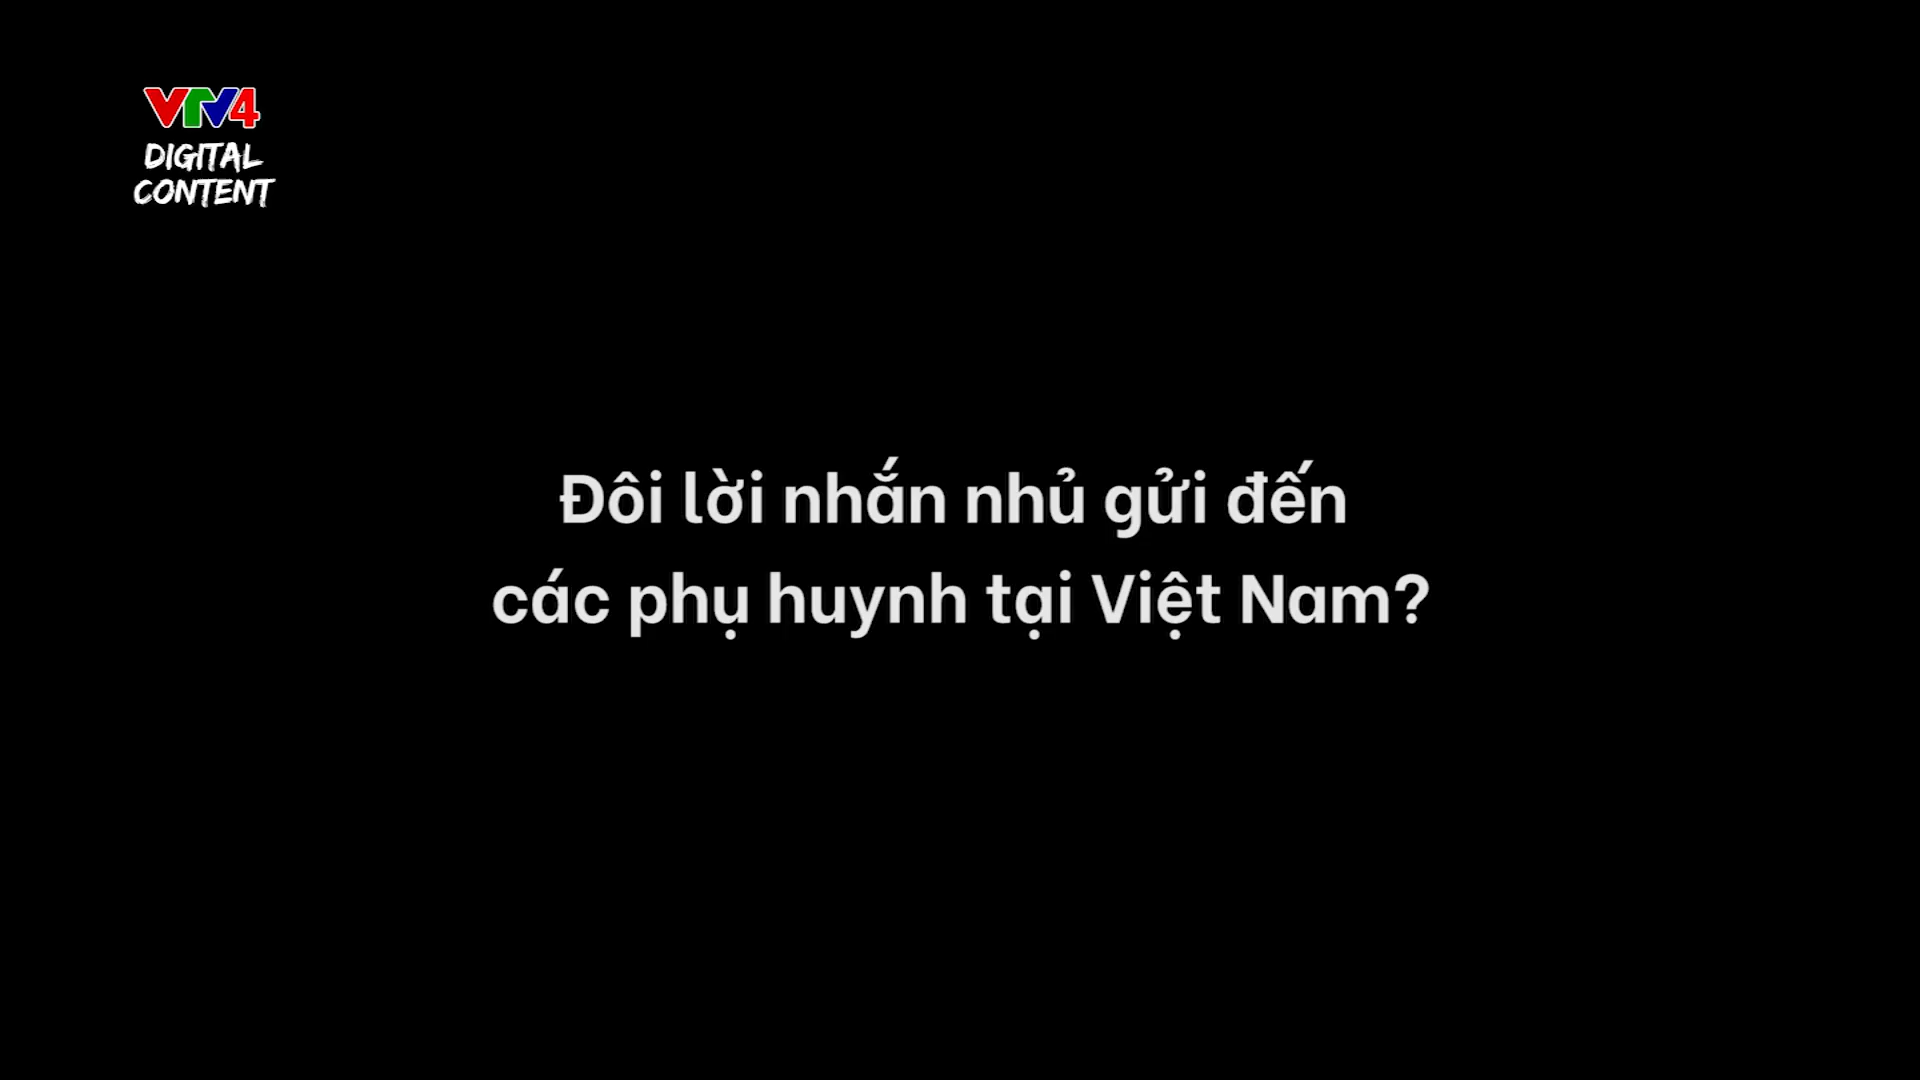 VTV4
DIGITAL
CONTENT
Đôi lời nhắn nhủ gửi đến
các phụ huynh tại Việt Nam?